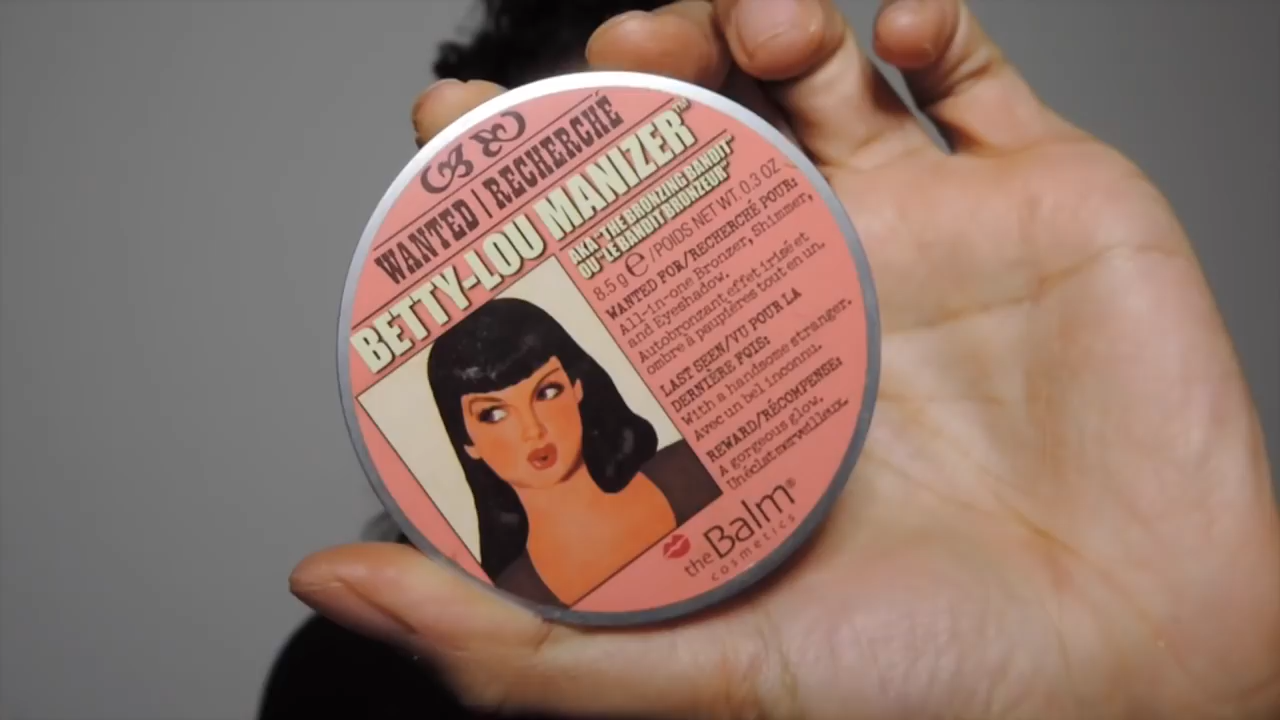 WANTED | RECHERCHÉ
BETTY-LOU MANIZER™
AKA "THE BRONZING BANDIT"
OU "LE BANDIT BRONZEUR"
8.5 g e /POIDS NET WT. 0.3 OZ
WANTED FOR/RECHERCHÉ POUR:
All-in-one Bronzer, Shimmer,
and Eyeshadow.
Autobronzant effet irisé et
ombre à paupières tout en un.
LAST SEEN/VU POUR LA
DERNIÈRE FOIS:
With a handsome stranger.
Avec un bel inconnu.
REWARD/RÉCOMPENSE:
A gorgeous glow.
Un éclat merveilleux.
theBalm®
cosmetics